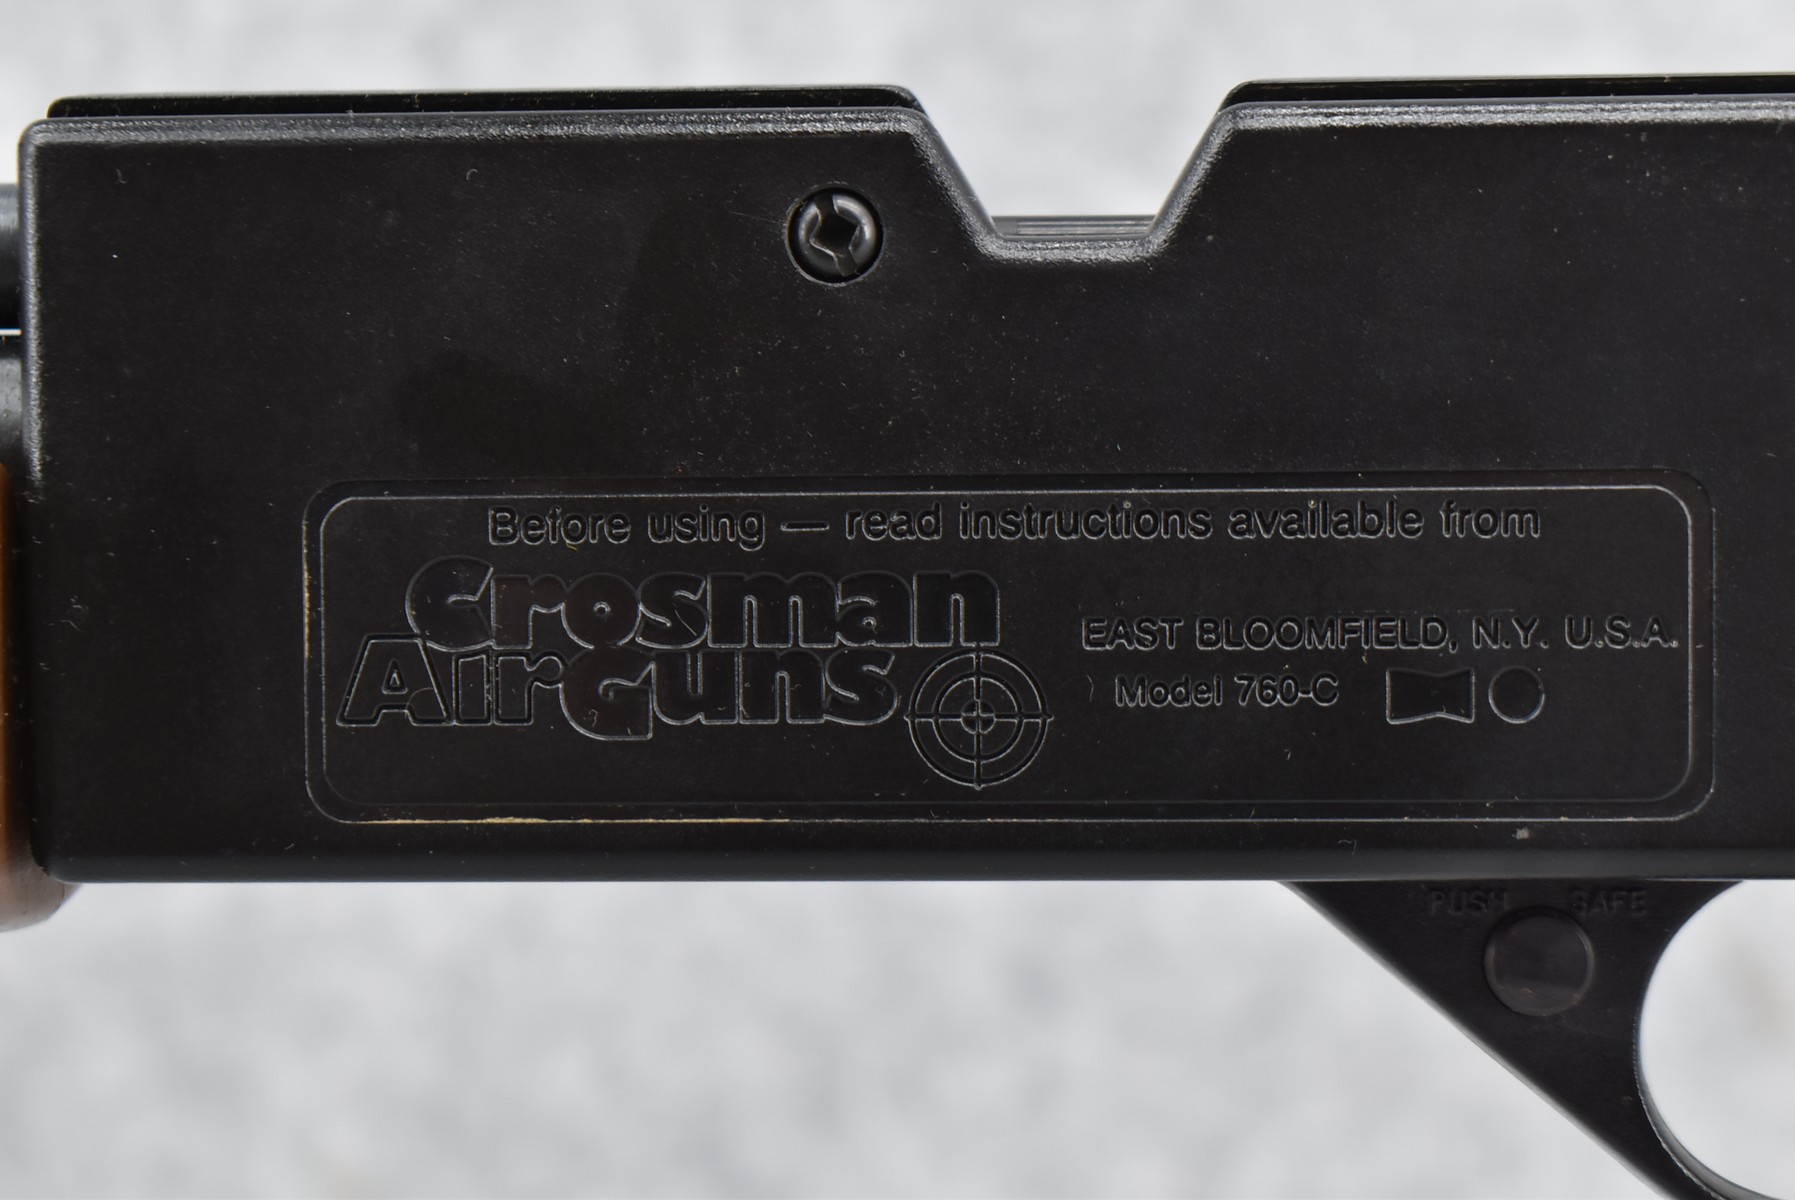 Before using — read instructions available from
Crosman
AirGuns
EAST BLOOMFIELD, N.Y. U.S.A.
Model 760-C
PUSH SAFE